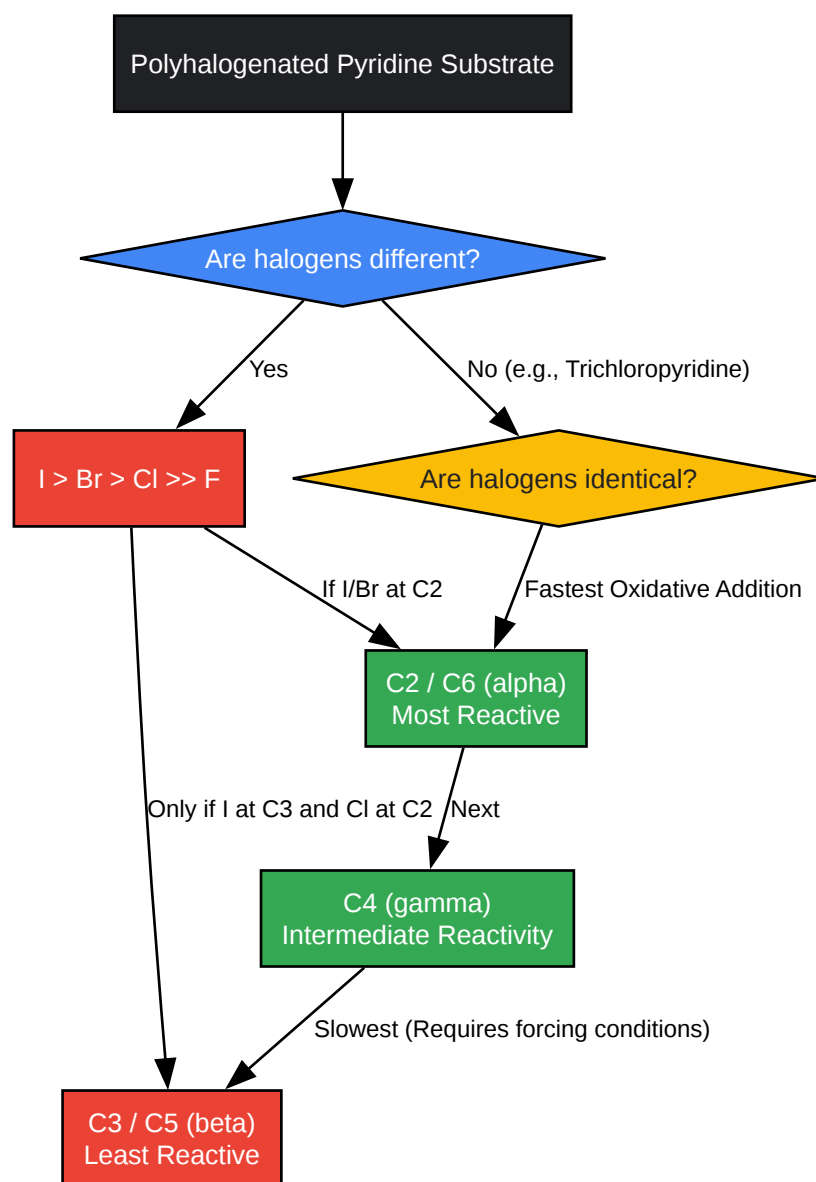 Polyhalogenated Pyridine Substrate
Are halogens different?
Yes
No (e.g., Trichloropyridine)
I > Br > Cl >> F
Are halogens identical?
If I/Br at C2
Fastest Oxidative Addition
C2 / C6 (alpha)
Most Reactive
Only if I at C3 and Cl at C2
Next
C4 (gamma)
Intermediate Reactivity
Slowest (Requires forcing conditions)
C3 / C5 (beta)
Least Reactive